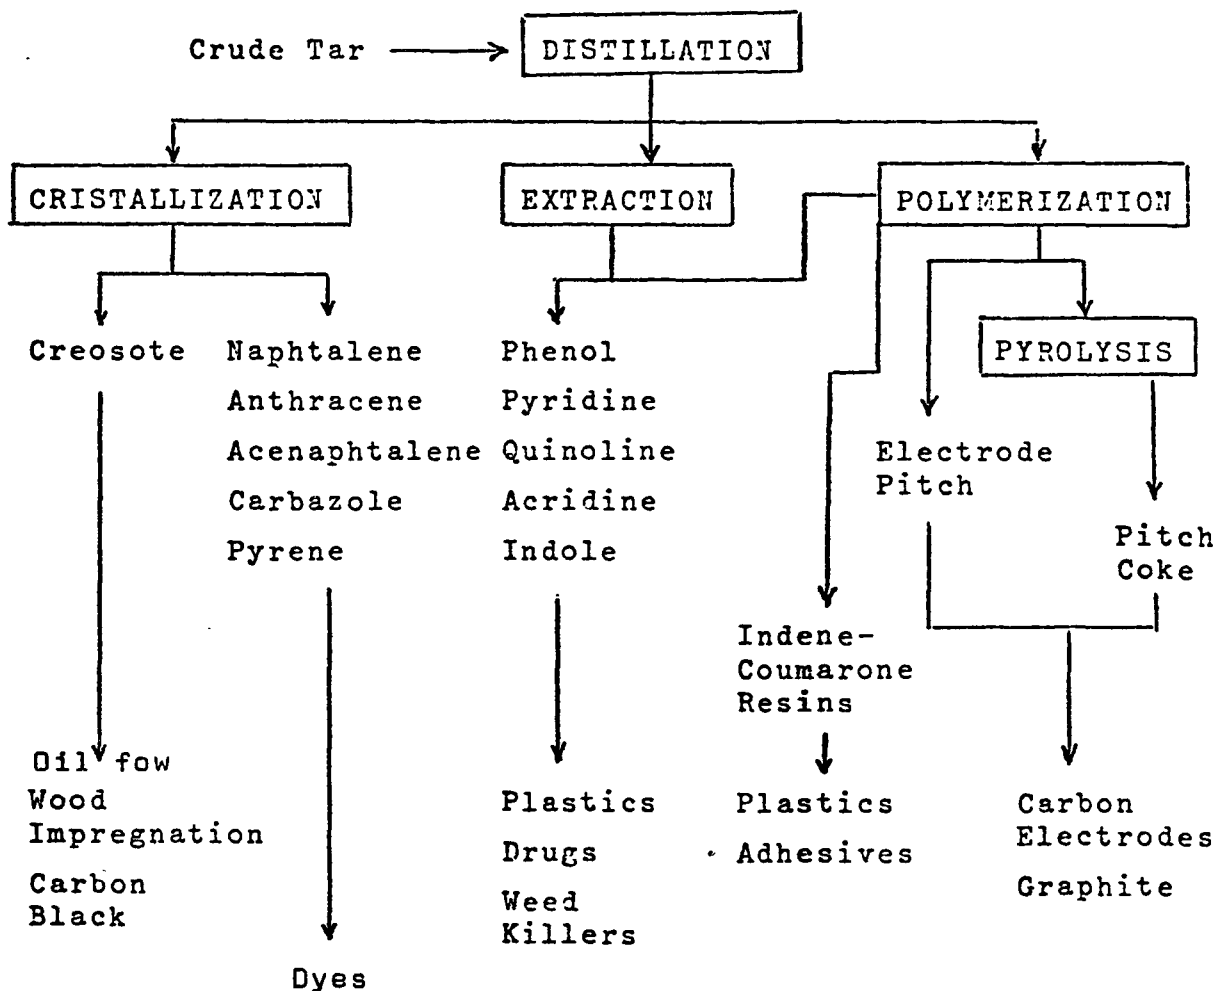 Crude Tar
DISTILLATION
CRISTALLIZATION
EXTRACTION
POLYMERIZATION
PYROLYSIS
Creosote
Naphtalene
Anthracene
Acenaphtalene
Carbazole
Pyrene
Phenol
Pyridine
Quinoline
Acridine
Indole
Electrode
Pitch
Pitch
Coke
Indene-
Coumarone
Resins
Oil fow
Wood
Impregnation
Carbon
Black
Dyes
Plastics
Drugs
Weed
Killers
Plastics
Adhesives
Carbon
Electrodes
Graphite